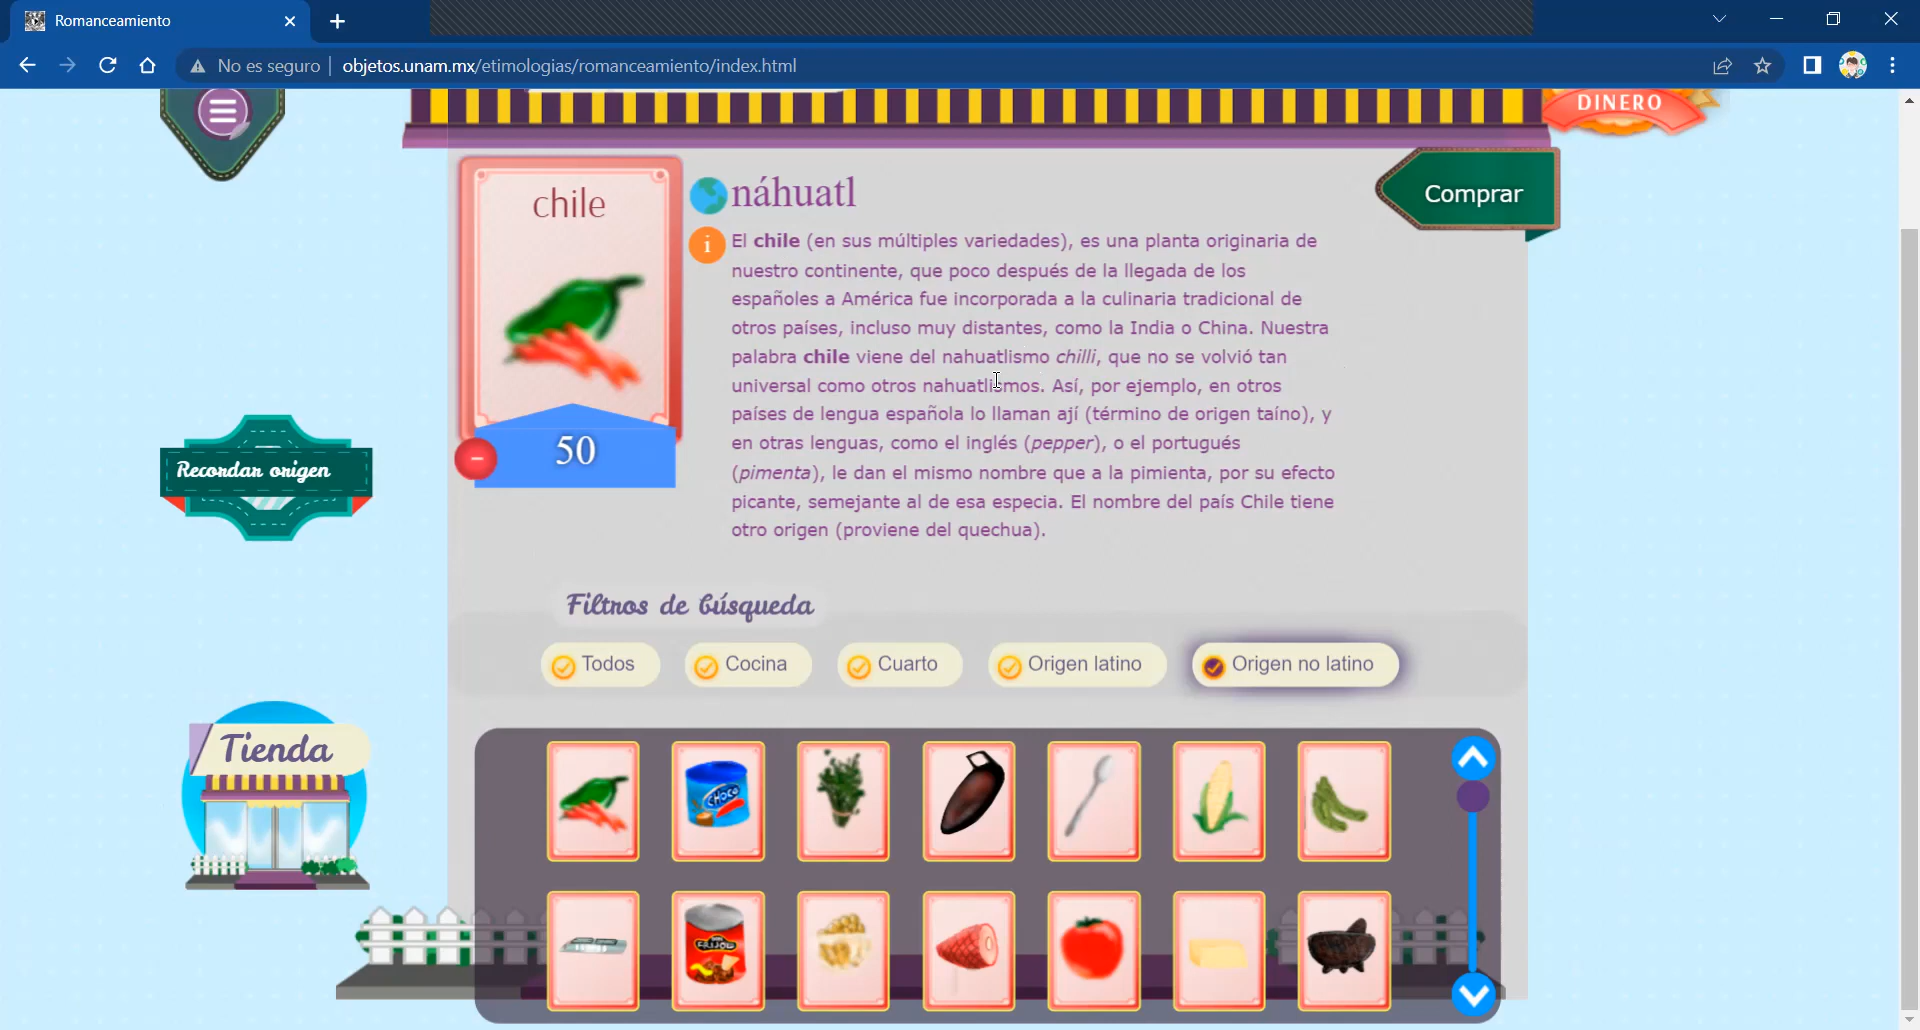 Romanceamiento
No es seguro
objetos.unam.mx/etimologias/romanceamiento/index.html
DINERO
chile
náhuatl
Comprar
i
El chile (en sus múltiples variedades), es una planta originaria de
nuestro continente, que poco después de la llegada de los
españoles a América fue incorporada a la culinaria tradicional de
otros países, incluso muy distantes, como la India o China. Nuestra
palabra chile viene del nahuatlismo chilli, que no se volvió tan
universal como otros nahuatlismos. Así, por ejemplo, en otros
países de lengua española lo llaman ají (término de origen taíno), y
en otras lenguas, como el inglés (pepper), o el portugués
(pimenta), le dan el mismo nombre que a la pimienta, por su efecto
picante, semejante al de esa especia. El nombre del país Chile tiene
otro origen (proviene del quechua).
50
Recordar origen
Filtros de búsqueda
Todos
Cocina
Cuarto
Origen latino
Origen no latino
Tienda
CHOCO